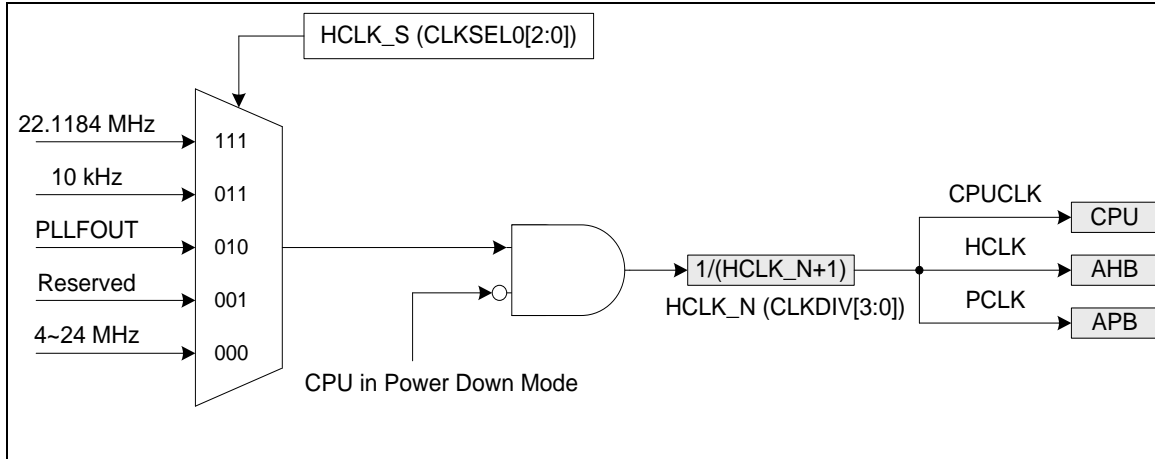 HCLK_S (CLKSEL0[2:0])
22.1184 MHz
111
10 kHz
011
PLLFOUT
010
Reserved
001
4~24 MHz
000
CPU in Power Down Mode
1/(HCLK_N+1)
HCLK_N (CLKDIV[3:0])
CPUCLK
CPU
HCLK
AHB
PCLK
APB